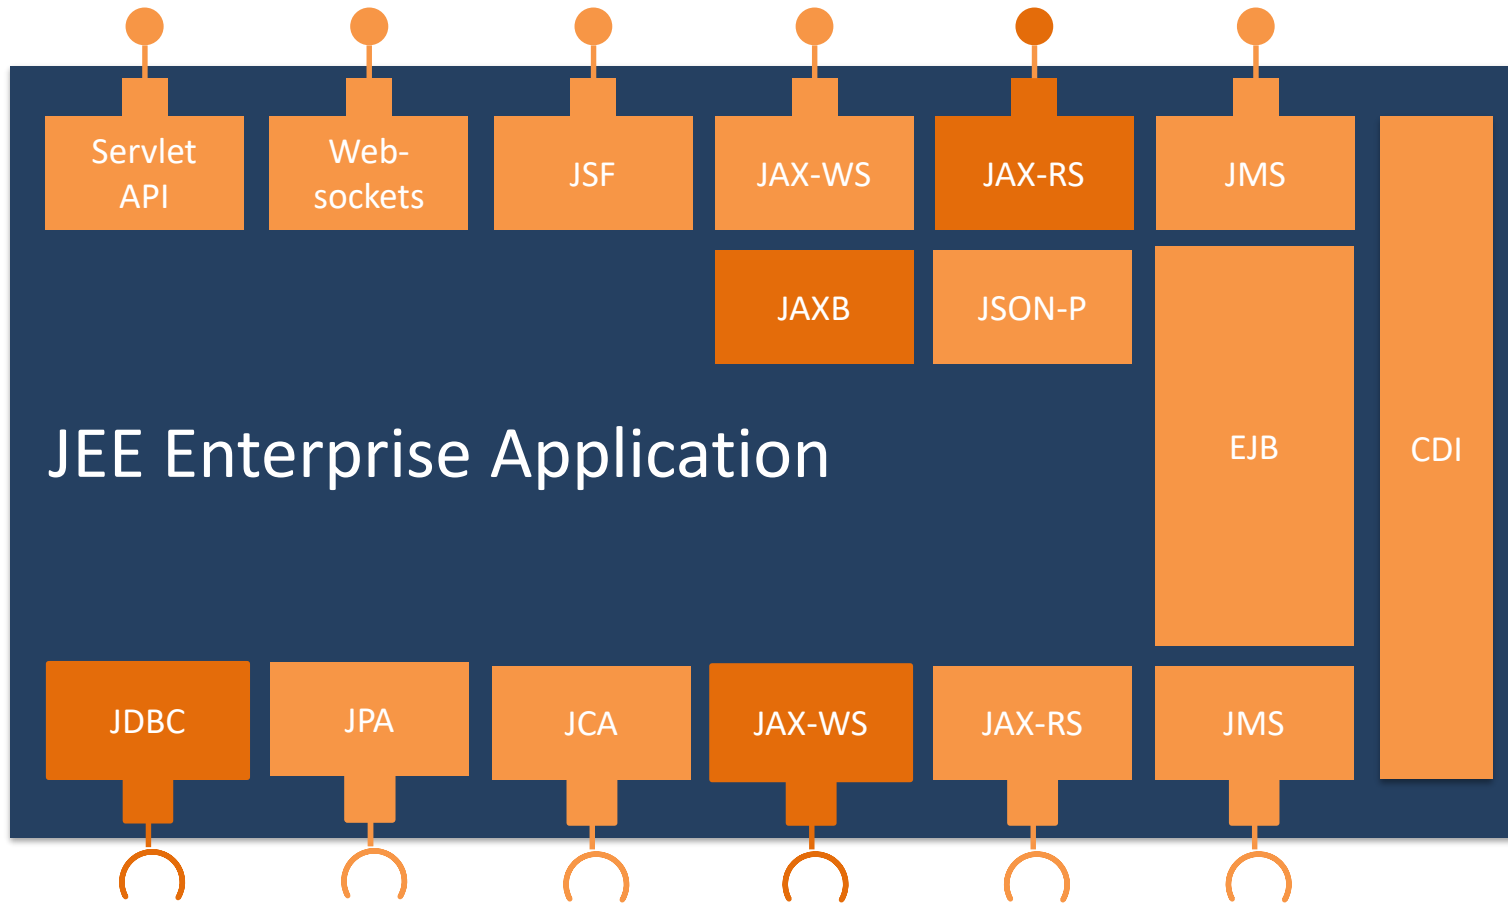 Servlet
API
Web-
sockets
JSF
JAX-WS
JAX-RS
JMS
JAXB
JSON-P
JEE Enterprise Application
EJB
CDI
JDBC
JPA
JCA
JAX-WS
JAX-RS
JMS